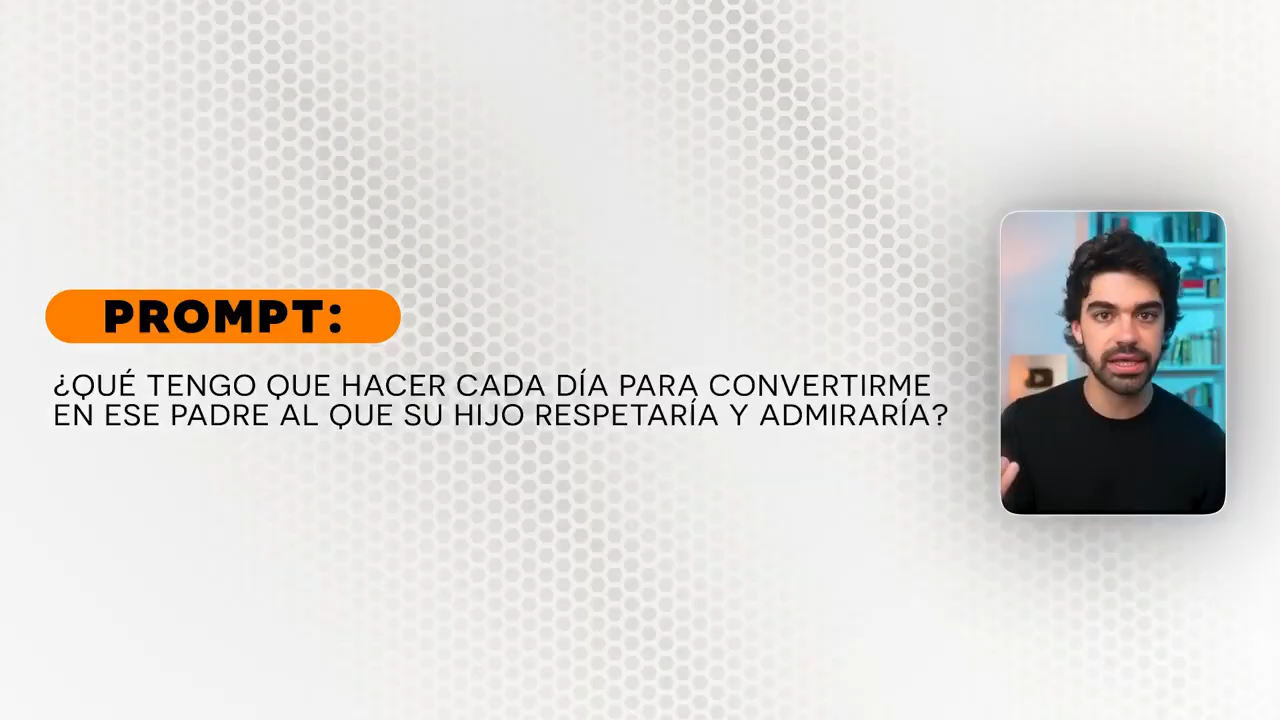 PROMPT:
¿QUÉ TENGO QUE HACER CADA DÍA PARA CONVERTIRME
EN ESE PADRE AL QUE SU HIJO RESPETARÍA Y ADMIRARÍA?